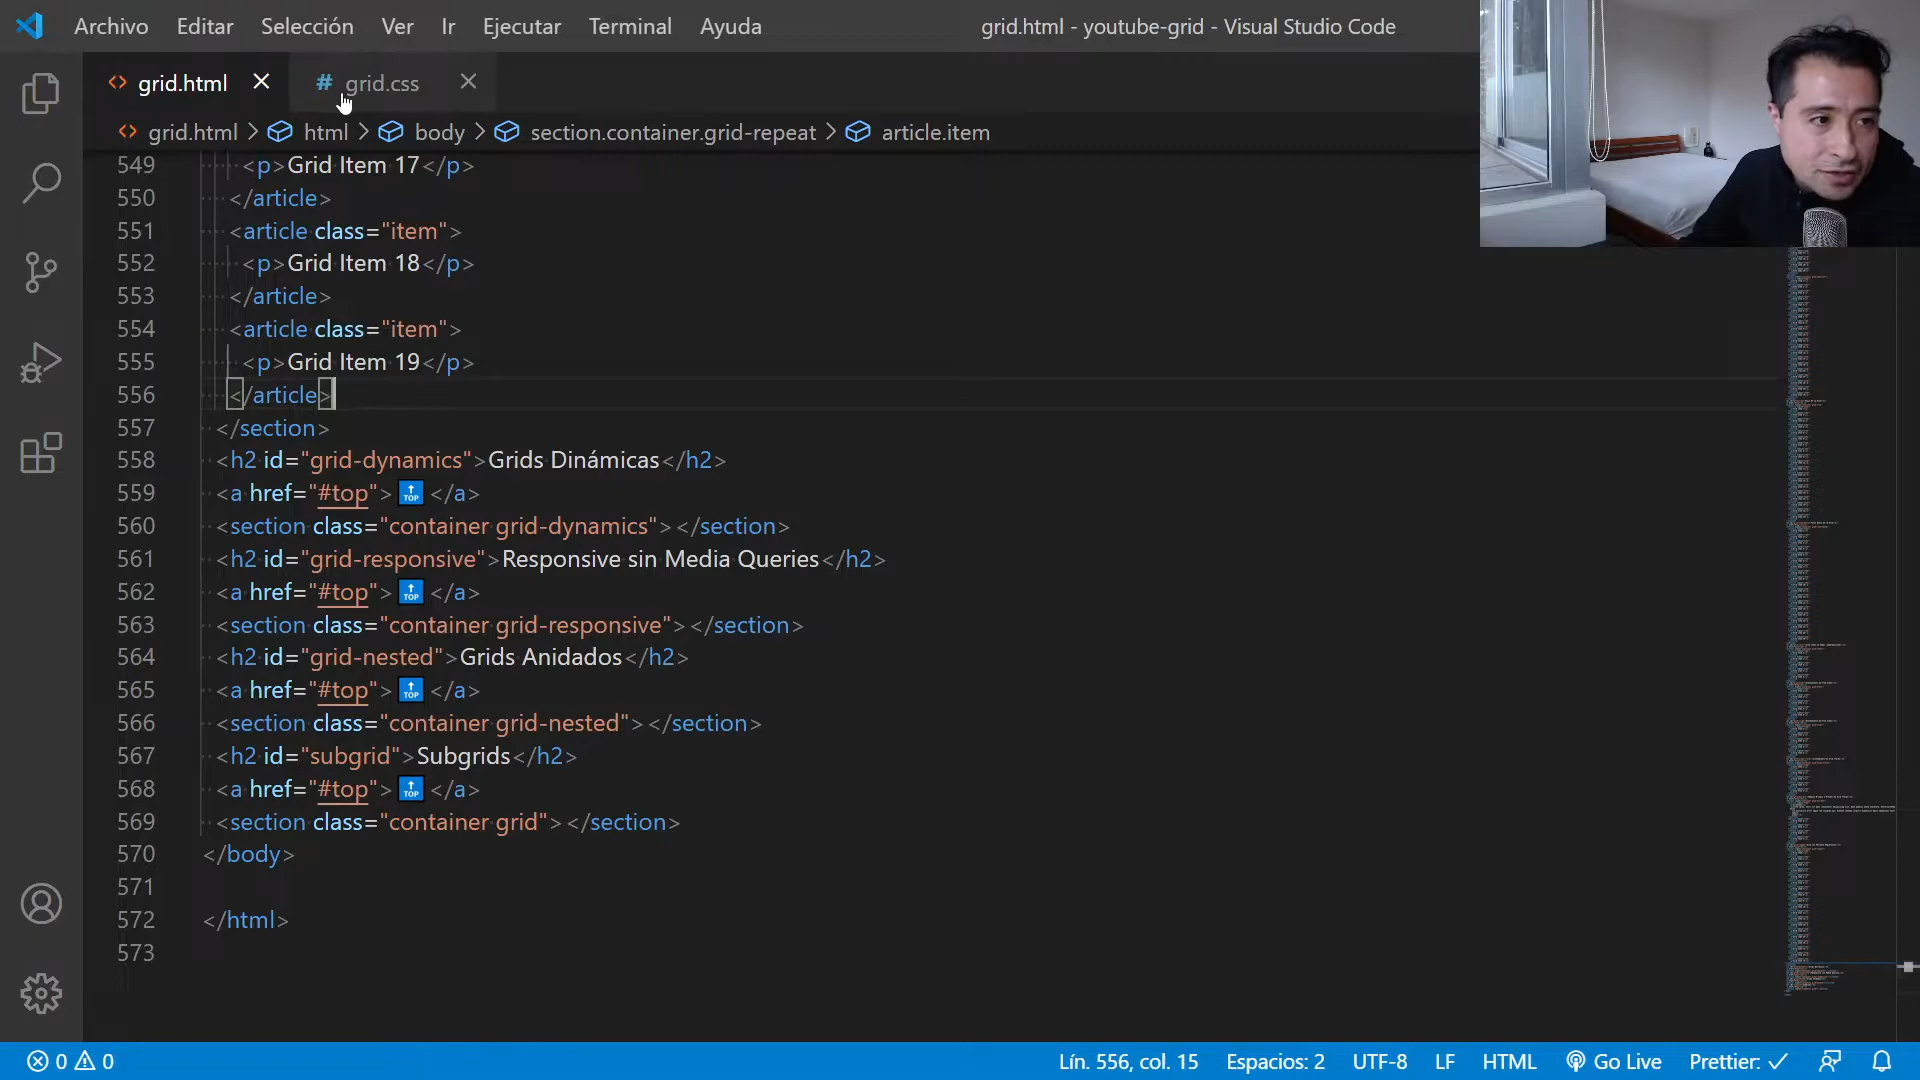 Archivo Editar Selección Ver Ir Ejecutar Terminal Ayuda grid.html - youtube-grid - Visual Studio Code
<> grid.html × # grid.css ×
<> grid.html > html > body > section.container.grid-repeat > article.item
549 <p>Grid Item 17</p>
550 </article>
551 <article class="item">
552 <p>Grid Item 18</p>
553 </article>
554 <article class="item">
555 <p>Grid Item 19</p>
556 </article>
557 </section>
558 <h2 id="grid-dynamics">Grids Dinámicas</h2>
559 <a href="#top">🔝</a>
560 <section class="container grid-dynamics"></section>
561 <h2 id="grid-responsive">Responsive sin Media Queries</h2>
562 <a href="#top">🔝</a>
563 <section class="container grid-responsive"></section>
564 <h2 id="grid-nested">Grids Anidados</h2>
565 <a href="#top">🔝</a>
566 <section class="container grid-nested"></section>
567 <h2 id="subgrid">Subgrids</h2>
568 <a href="#top">🔝</a>
569 <section class="container grid"></section>
570 </body>
571
572 </html>
573
0 0 Lín. 556, col. 15 Espacios: 2 UTF-8 LF HTML Go Live Prettier: ✓